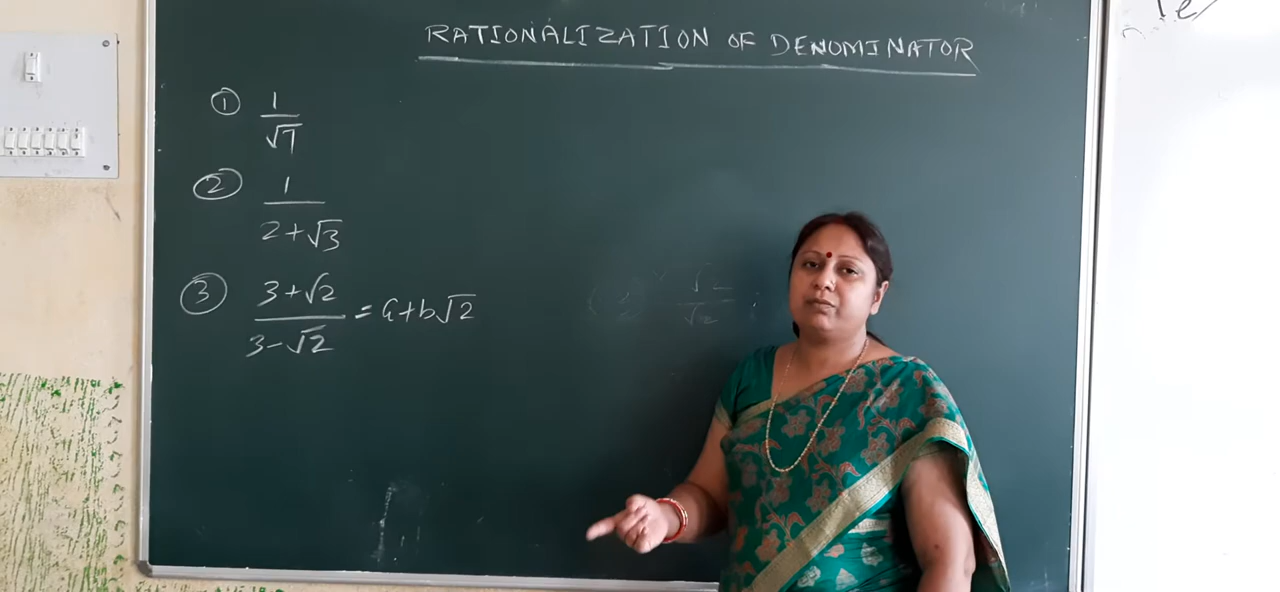 RATIONALIZATION OF DENOMINATOR
① 1/√7
② 1/2+√3
③ 3+√2/3-√2 = a+b√2